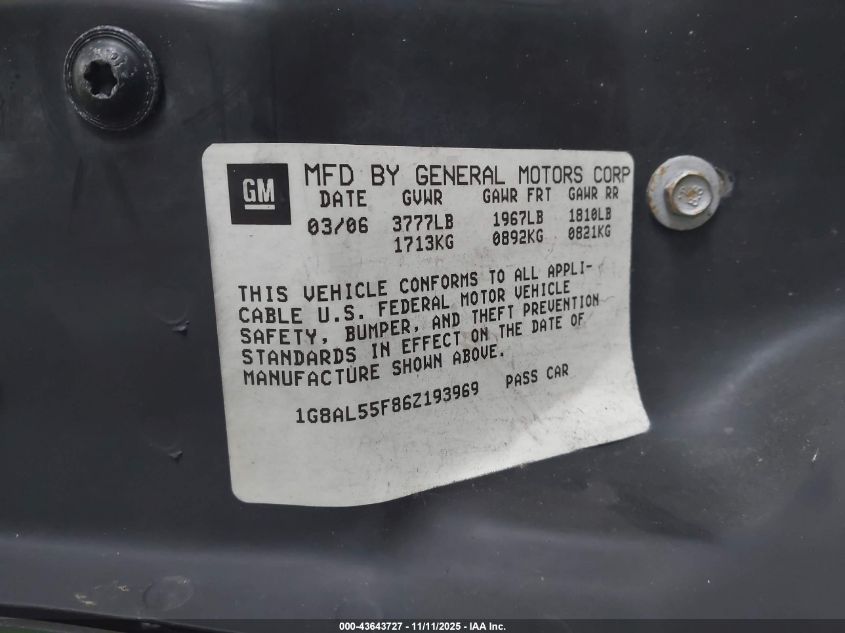 GM
MFD BY GENERAL MOTORS CORP
DATE GVWR GAWR FRT GAWR RR
03/06 3777LB 1967LB 1810LB
1713KG 0892KG 0821KG
THIS VEHICLE CONFORMS TO ALL APPLI-
CABLE U.S. FEDERAL MOTOR VEHICLE
SAFETY, BUMPER, AND THEFT PREVENTION
STANDARDS IN EFFECT ON THE DATE OF
MANUFACTURE SHOWN ABOVE.
1G8AL55F86Z193969 PASS CAR
000-43643727 - 11/11/2025 - IAA Inc.